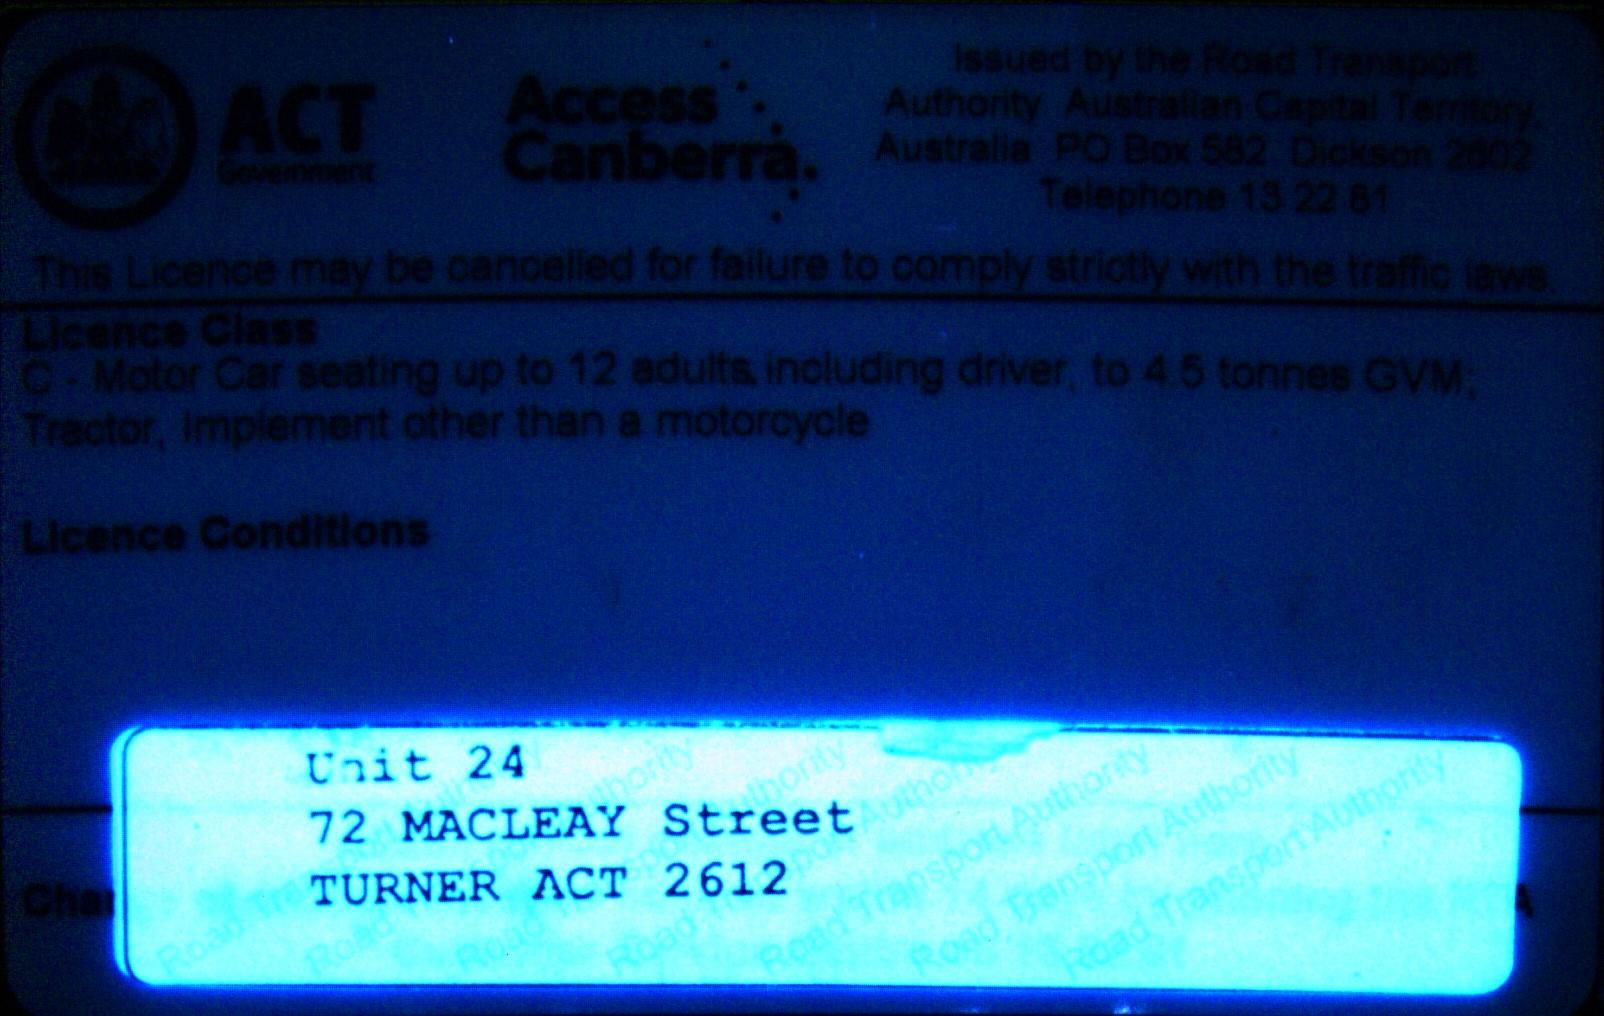 ACT
Government
Access
Canberra.
Issued by the Road Transport
Authority Australian Capital Territory,
Australia PO Box 582 Dickson 2602
Telephone 13 22 81
This Licence may be cancelled for failure to comply strictly with the traffic laws.
Licence Class
C - Motor Car seating up to 12 adults, including driver, to 4.5 tonnes GVM;
Tractor, Implement other than a motorcycle
Licence Conditions
Unit 24
72 MACLEAY Street
TURNER ACT 2612
Road Transport Authority
Road Transport Authority
Road Transport Authority
Road Transport Authority
Road Transport Authority
Road Transport Authority
Road Transport Authority